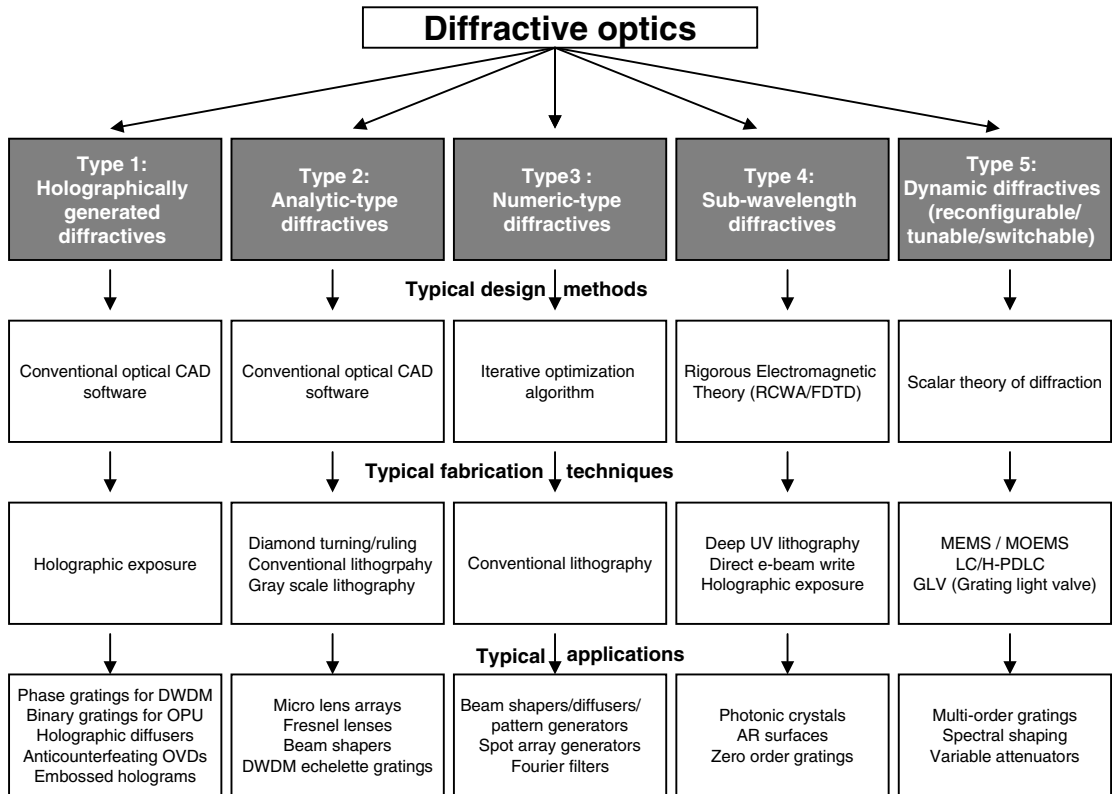 Diffractive optics
Type 1:
Holographically
generated
diffractives
Type 2:
Analytic-type
diffractives
Type3 :
Numeric-type
diffractives
Type 4:
Sub-wavelength
diffractives
Type 5:
Dynamic diffractives
(reconfigurable/
tunable/switchable)
Typical design methods
Conventional optical CAD
software
Conventional optical CAD
software
Iterative optimization
algorithm
Rigorous Electromagnetic
Theory (RCWA/FDTD)
Scalar theory of diffraction
Typical fabrication techniques
Holographic exposure
Diamond turning/ruling
Conventional lithogrpahy
Gray scale lithography
Conventional lithography
Deep UV lithography
Direct e-beam write
Holographic exposure
MEMS / MOEMS
LC/H-PDLC
GLV (Grating light valve)
Typical applications
Phase gratings for DWDM
Binary gratings for OPU
Holographic diffusers
Anticounterfeating OVDs
Embossed holograms
Micro lens arrays
Fresnel lenses
Beam shapers
DWDM echelette gratings
Beam shapers/diffusers/
pattern generators
Spot array generators
Fourier filters
Photonic crystals
AR surfaces
Zero order gratings
Multi-order gratings
Spectral shaping
Variable attenuators